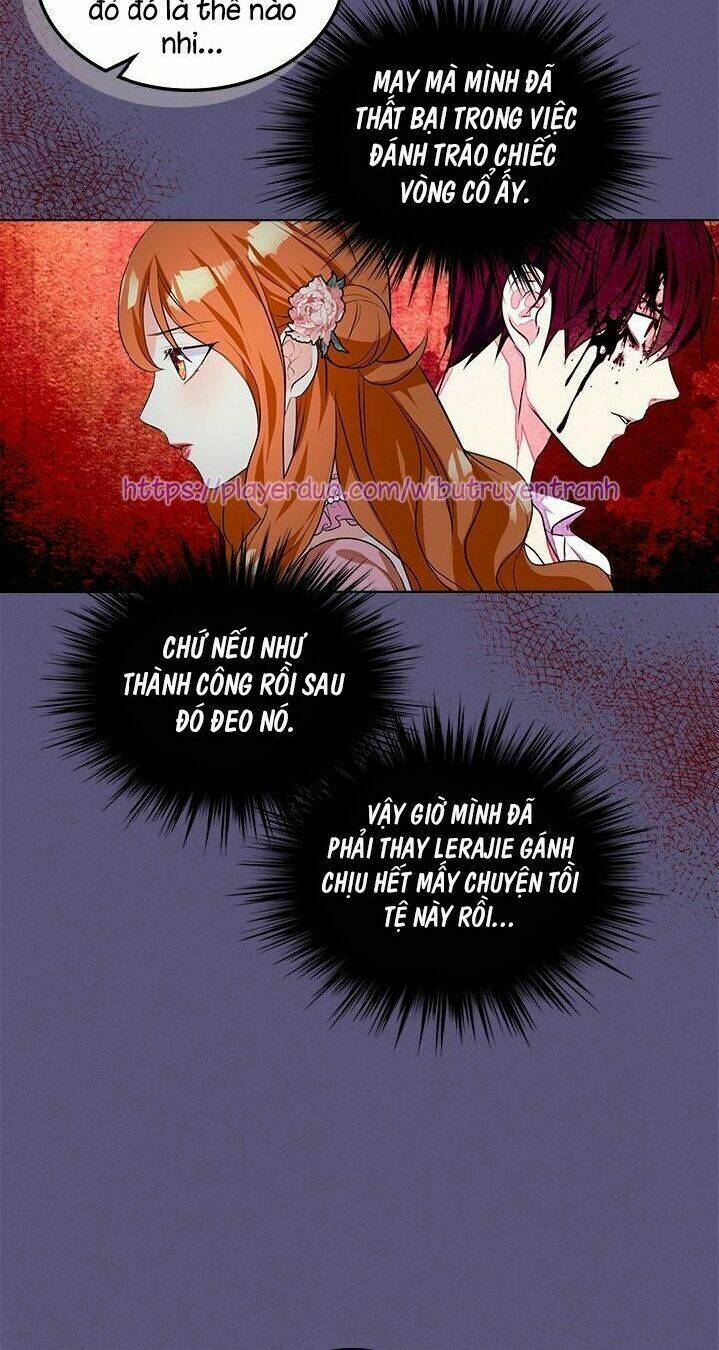 đó đó là thế nào
nhỉ...
MAY MÀ MÌNH ĐÃ
THẤT BẠI TRONG VIỆC
ĐÁNH TRÁO CHIẾC
VÒNG CỔ ẤY.
https://playerduo.com/wibutruyentranh
CHỨ NẾU NHƯ
THÀNH CÔNG RỒI SAU
ĐÓ ĐEO NÓ.
VẬY GIỜ MÌNH ĐÃ
PHẢI THAY LERAJIE GÁNH
CHỊU HẾT MẤY CHUYỆN TỒI
TỆ NÀY RỒI...